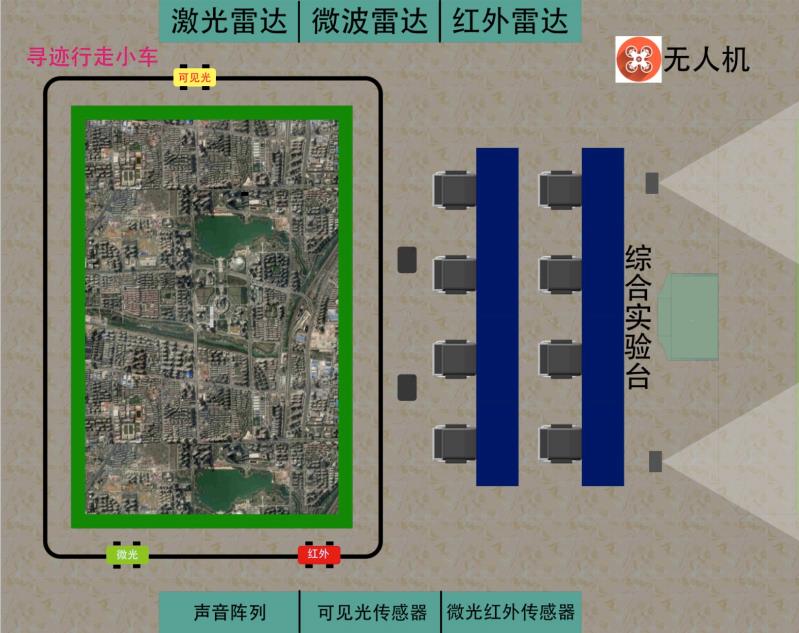 激光雷达
微波雷达
红外雷达
寻迹行走小车
可见光
无人机
综合实验台
微光
红外
声音阵列
可见光传感器
微光红外传感器